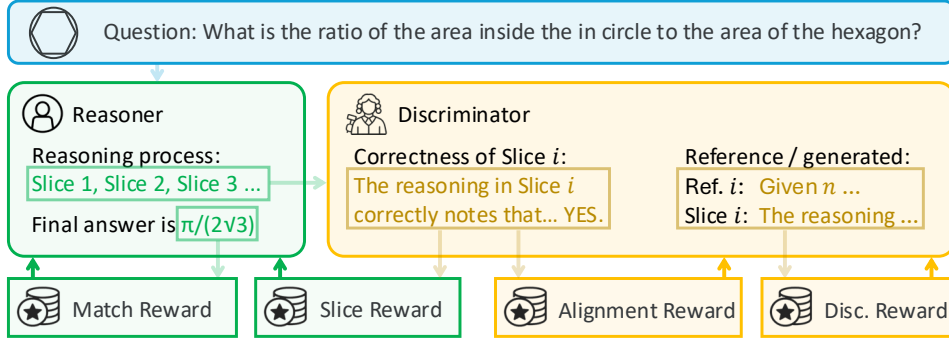 Question: What is the ratio of the area inside the in circle to the area of the hexagon?
Reasoner
Reasoning process:
Slice 1, Slice 2, Slice 3 ...
Final answer is π/(2√3)
Discriminator
Correctness of Slice i:
The reasoning in Slice i
correctly notes that... YES.
Reference / generated:
Ref. i: Given n ...
Slice i: The reasoning ...
Match Reward
Slice Reward
Alignment Reward
Disc. Reward